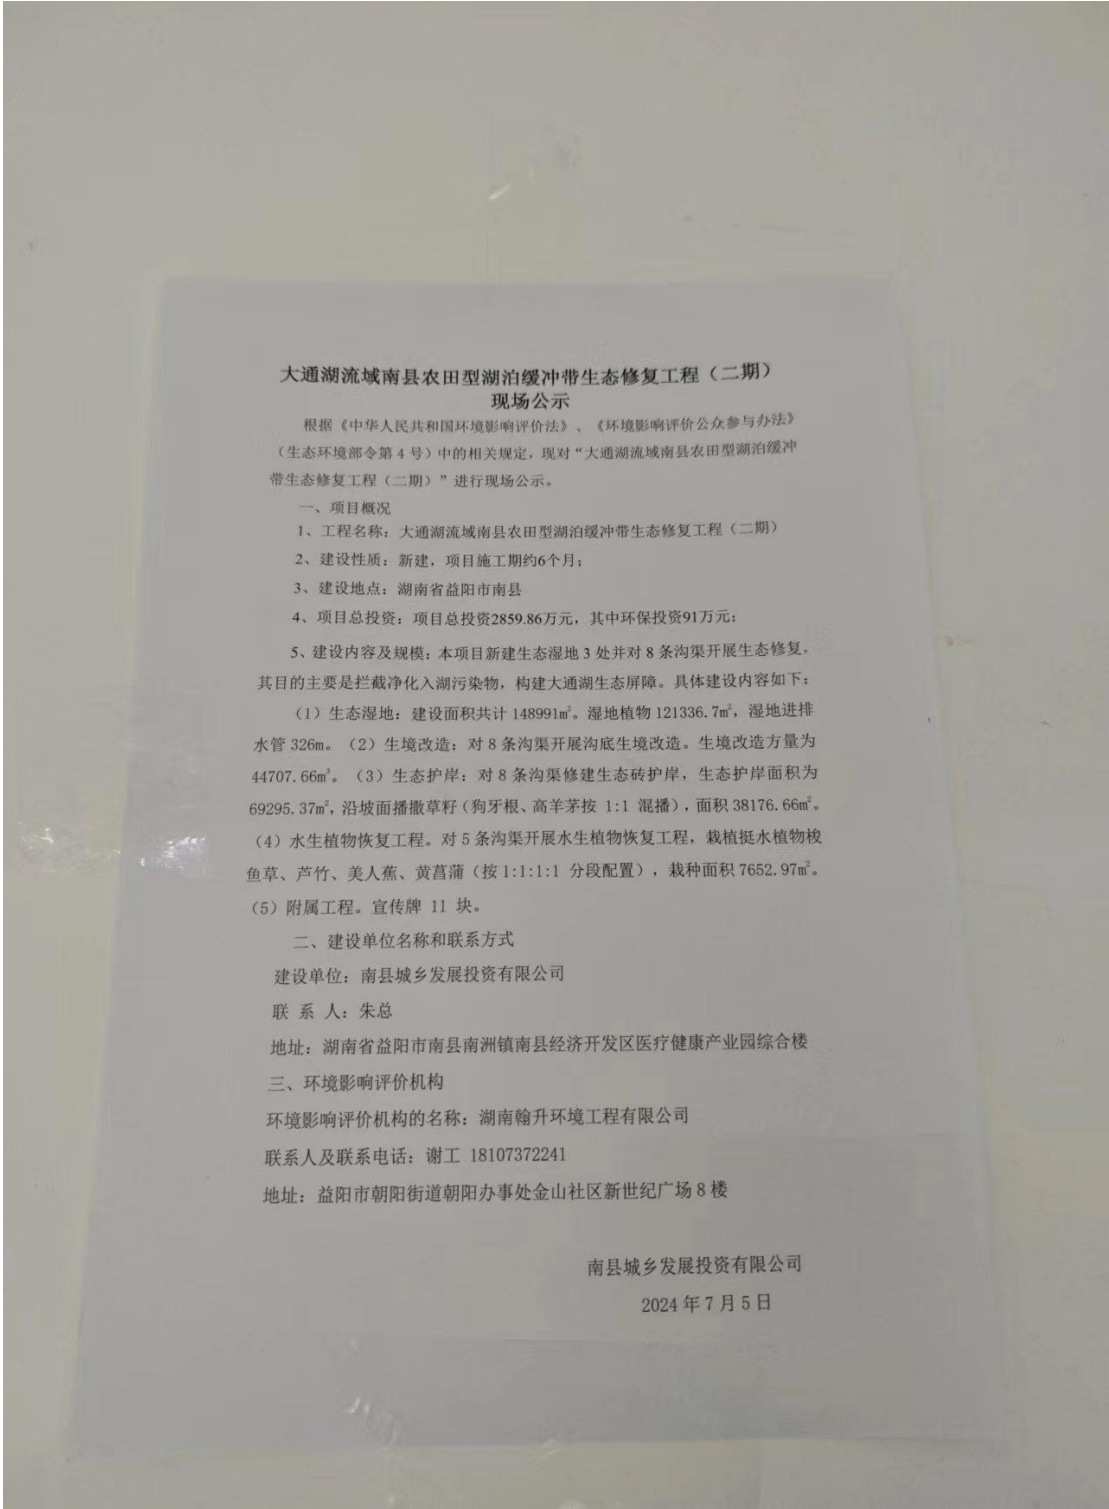 大通湖流域南县农田型湖泊缓冲带生态修复工程（二期）
现场公示
根据《中华人民共和国环境影响评价法》、《环境影响评价公众参与办法》
（生态环境部令第4号）中的相关规定，现对“大通湖流域南县农田型湖泊缓冲
带生态修复工程（二期）”进行现场公示。
一、项目概况
1、工程名称：大通湖流域南县农田型湖泊缓冲带生态修复工程（二期）
2、建设性质：新建，项目施工期约6个月；
3、建设地点：湖南省益阳市南县
4、项目总投资：项目总投资2859.86万元，其中环保投资91万元；
5、建设内容及规模：本项目新建生态湿地3处并对8条沟渠开展生态修复，
其目的主要是拦截净化入湖污染物，构建大通湖生态屏障。具体建设内容如下：
（1）生态湿地：建设面积共计148991m²。湿地植物121336.7m²，湿地进排
水管326m。（2）生境改造：对8条沟渠开展沟底生境改造。生境改造方量为
44707.66m³。（3）生态护岸：对8条沟渠修建生态砖护岸，生态护岸面积为
69295.37m²，沿坡面播撒草籽（狗牙根、高羊茅按 1:1 混播），面积38176.66m²。
（4）水生植物恢复工程。对5条沟渠开展水生植物恢复工程，栽植挺水植物梭
鱼草、芦竹、美人蕉、黄菖蒲（按1:1:1:1 分段配置），栽种面积7652.97m²。
（5）附属工程。宣传牌 11 块。
二、建设单位名称和联系方式
建设单位：南县城乡发展投资有限公司
联 系 人：朱总
地址：湖南省益阳市南县南洲镇南县经济开发区医疗健康产业园综合楼
三、环境影响评价机构
环境影响评价机构的名称：湖南翰升环境工程有限公司
联系人及联系电话：谢工 18107372241
地址：益阳市朝阳街道朝阳办事处金山社区新世纪广场8楼
南县城乡发展投资有限公司
2024年7月5日